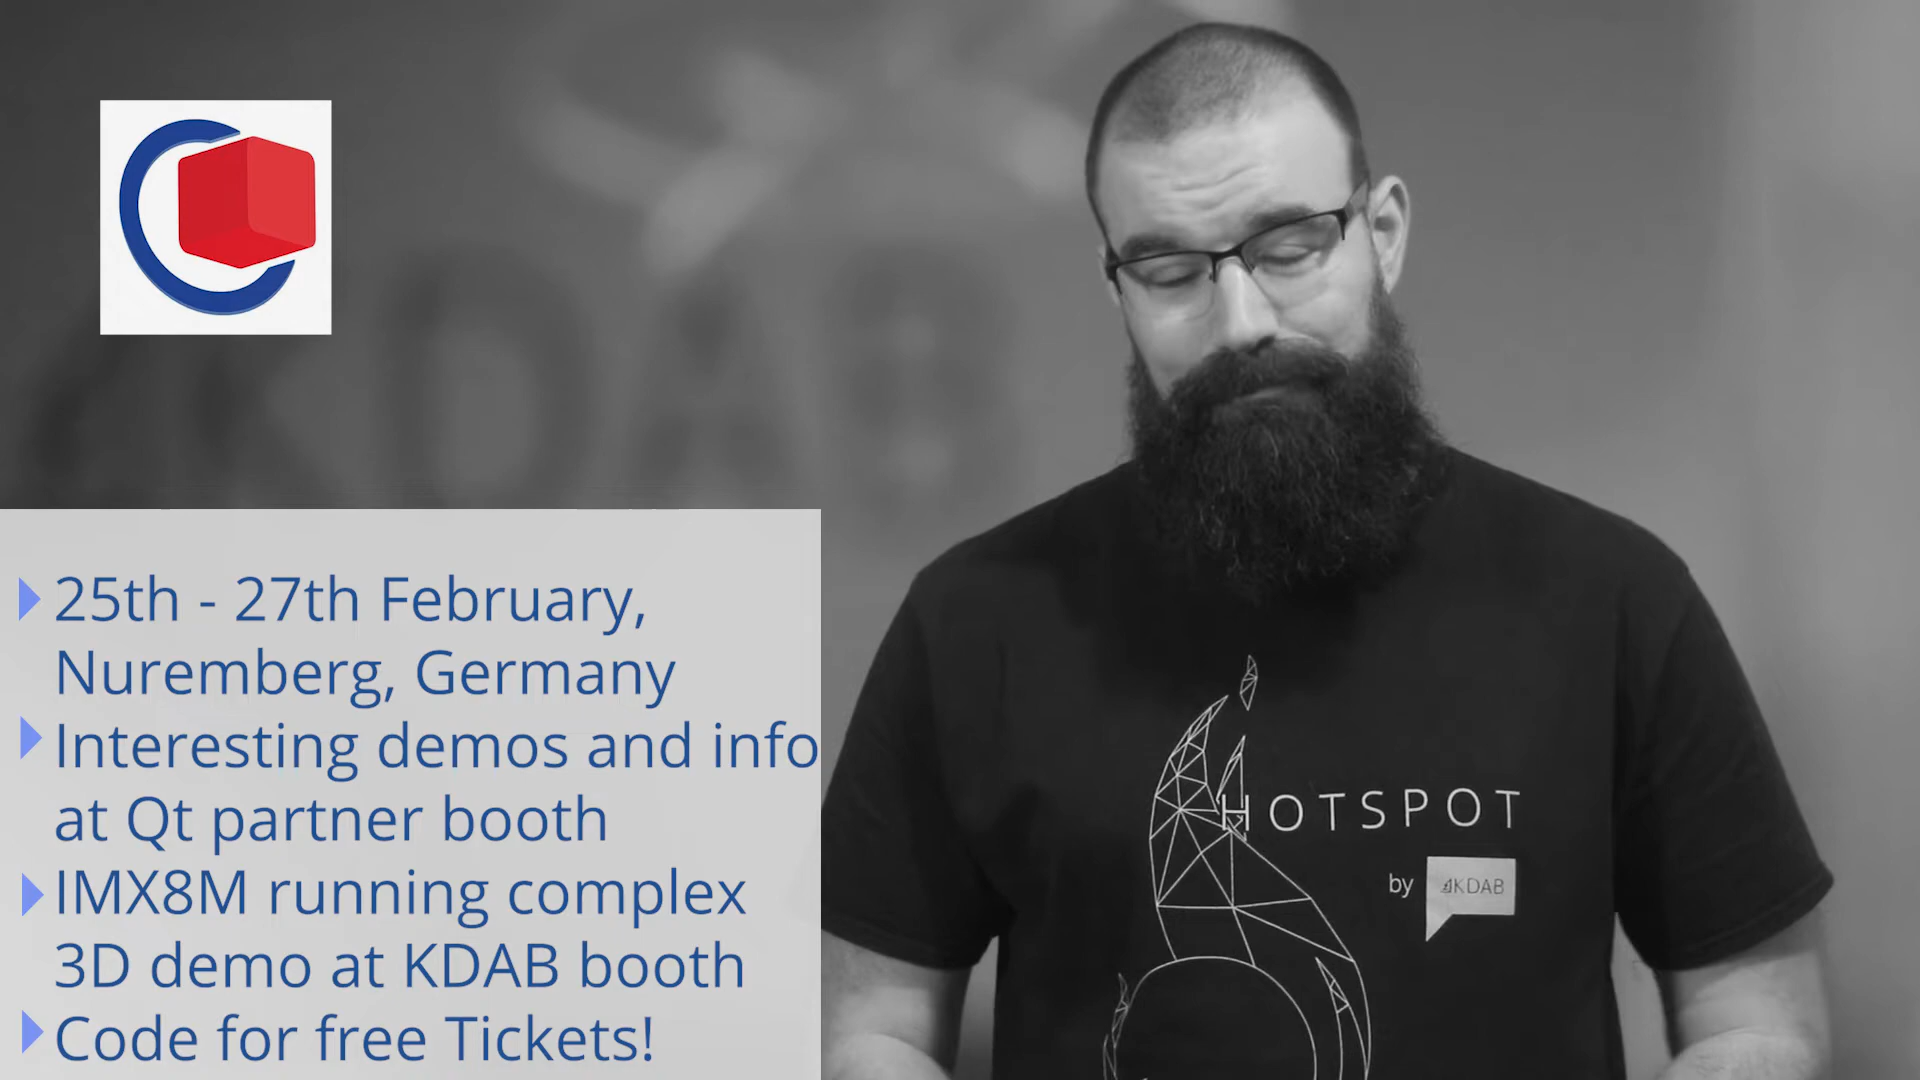 KDAB
25th - 27th February,
Nuremberg, Germany
Interesting demos and info
at Qt partner booth
IMX8M running complex
3D demo at KDAB booth
Code for free Tickets!
HOTSPOT
by KDAB